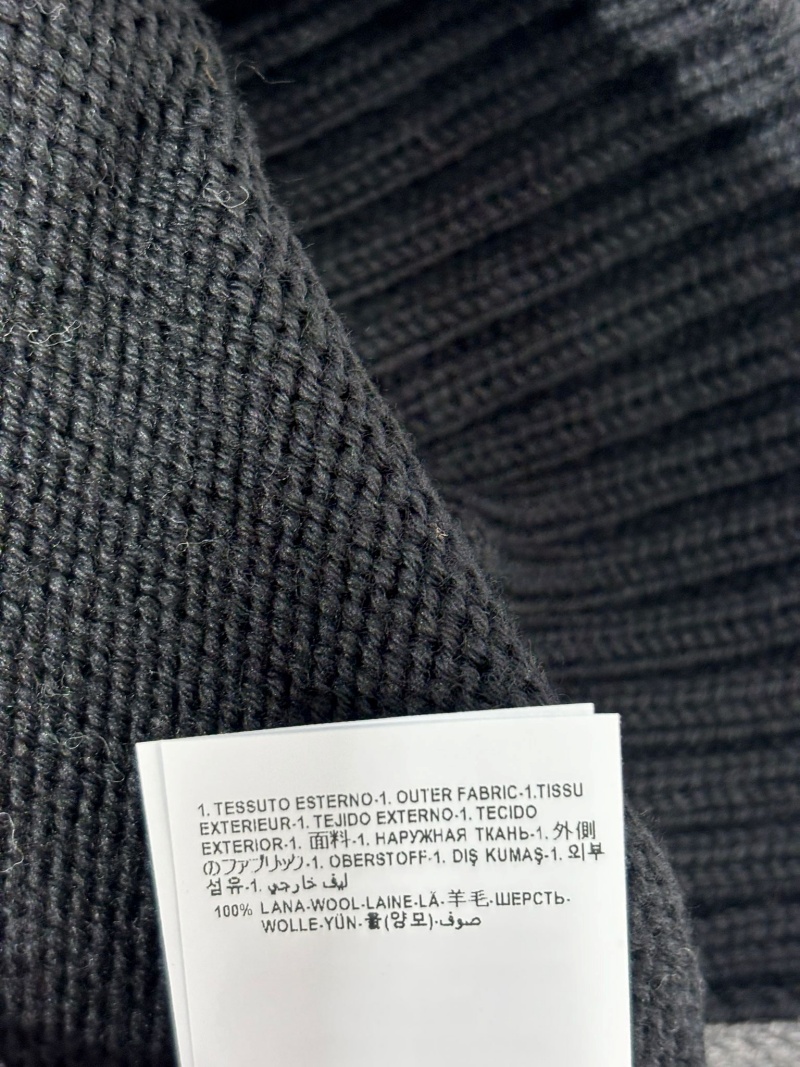 1. TESSUTO ESTERNO-1. OUTER FABRIC-1.TISSU
EXTERIEUR-1. TEJIDO EXTERNO-1. TECIDO
EXTERIOR-1. 面料-1. НАРУЖНАЯ ТКАНЬ-1. 外側
のファブリック-1. OBERSTOFF-1. DIŞ KUMAŞ-1. 외부
섬유-1. ليف خارجي
100% LANA-WOOL-LAINE-LÃ-羊毛-ШЕРСТЬ-
WOLLE-YÜN-(양모)-صوف